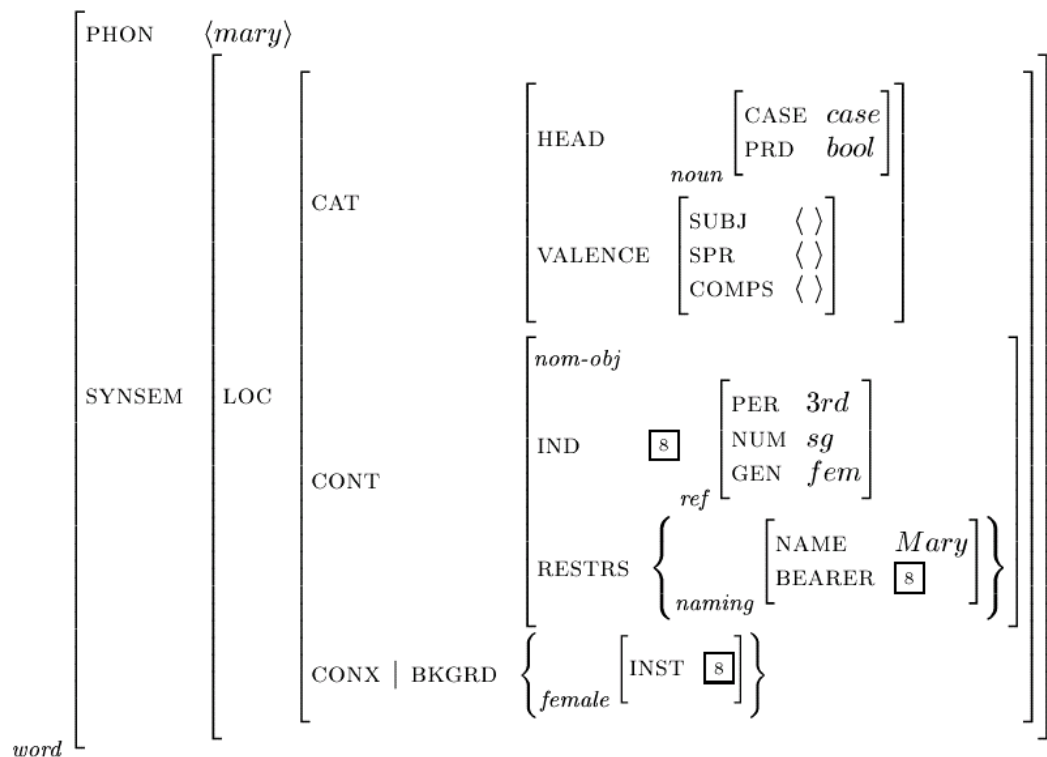 PHON ⟨mary⟩
CASE case
HEAD PRD bool
noun
CAT SUBJ ⟨ ⟩
VALENCE SPR ⟨ ⟩
COMPS ⟨ ⟩
nom-obj
SYNSEM LOC PER 3rd
IND 8 NUM sg
CONT GEN fem
ref
NAME Mary
RESTRS BEARER 8
naming
CONX | BKGRD INST 8
female
word